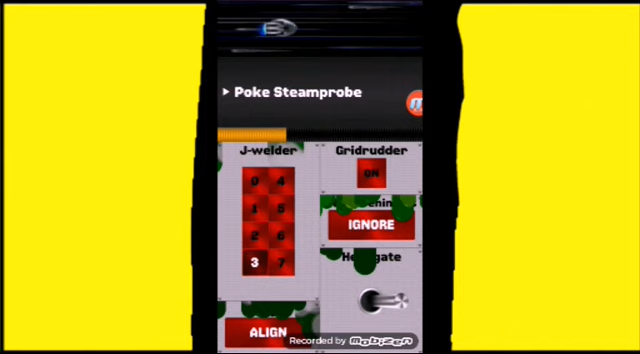 Poke Steamprobe
J-welder
0 4
1 5
2 6
3 7
ALIGN
Gridrudder
ON
IGNORE
Recorded by Mobizen